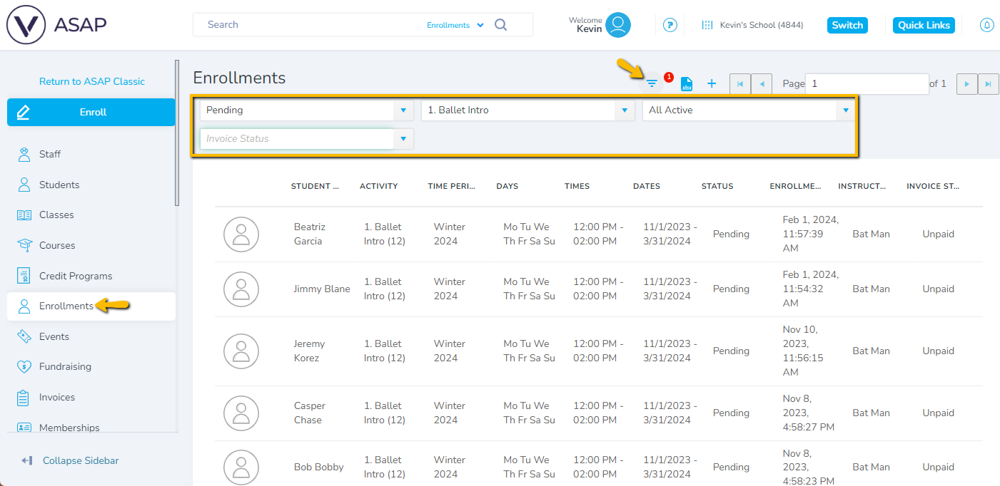 ASAP
Search
Enrollments
Welcome
Kevin
?
Kevin's School (4844)
Switch
Quick Links
Return to ASAP Classic
Enroll
Staff
Students
Classes
Courses
Credit Programs
Enrollments
Events
Fundraising
Invoices
Memberships
Collapse Sidebar
Enrollments
1
.xlsx
Page
1
of 1
Pending
1. Ballet Intro
All Active
Invoice Status
STUDENT ... ACTIVITY TIME PERI... DAYS TIMES DATES STATUS ENROLLME... INSTRUCT... INVOICE ST...
Beatriz Garcia 1. Ballet Intro (12) Winter 2024 Mo Tu We Th Fr Sa Su 12:00 PM - 02:00 PM 11/1/2023 - 3/31/2024 Pending Feb 1, 2024, 11:57:39 AM Bat Man Unpaid
Jimmy Blane 1. Ballet Intro (12) Winter 2024 Mo Tu We Th Fr Sa Su 12:00 PM - 02:00 PM 11/1/2023 - 3/31/2024 Pending Feb 1, 2024, 11:54:32 AM Bat Man Unpaid
Jeremy Korez 1. Ballet Intro (12) Winter 2024 Mo Tu We Th Fr Sa Su 12:00 PM - 02:00 PM 11/1/2023 - 3/31/2024 Pending Nov 10, 2023, 11:56:15 AM Bat Man Unpaid
Casper Chase 1. Ballet Intro (12) Winter 2024 Mo Tu We Th Fr Sa Su 12:00 PM - 02:00 PM 11/1/2023 - 3/31/2024 Pending Nov 8, 2023, 4:58:27 PM Bat Man Unpaid
Bob Bobby 1. Ballet Intro (12) Winter 2024 Mo Tu We Th Fr Sa Su 12:00 PM - 02:00 PM 11/1/2023 - 3/31/2024 Pending Nov 8, 2023, 4:58:23 PM Bat Man Unpaid